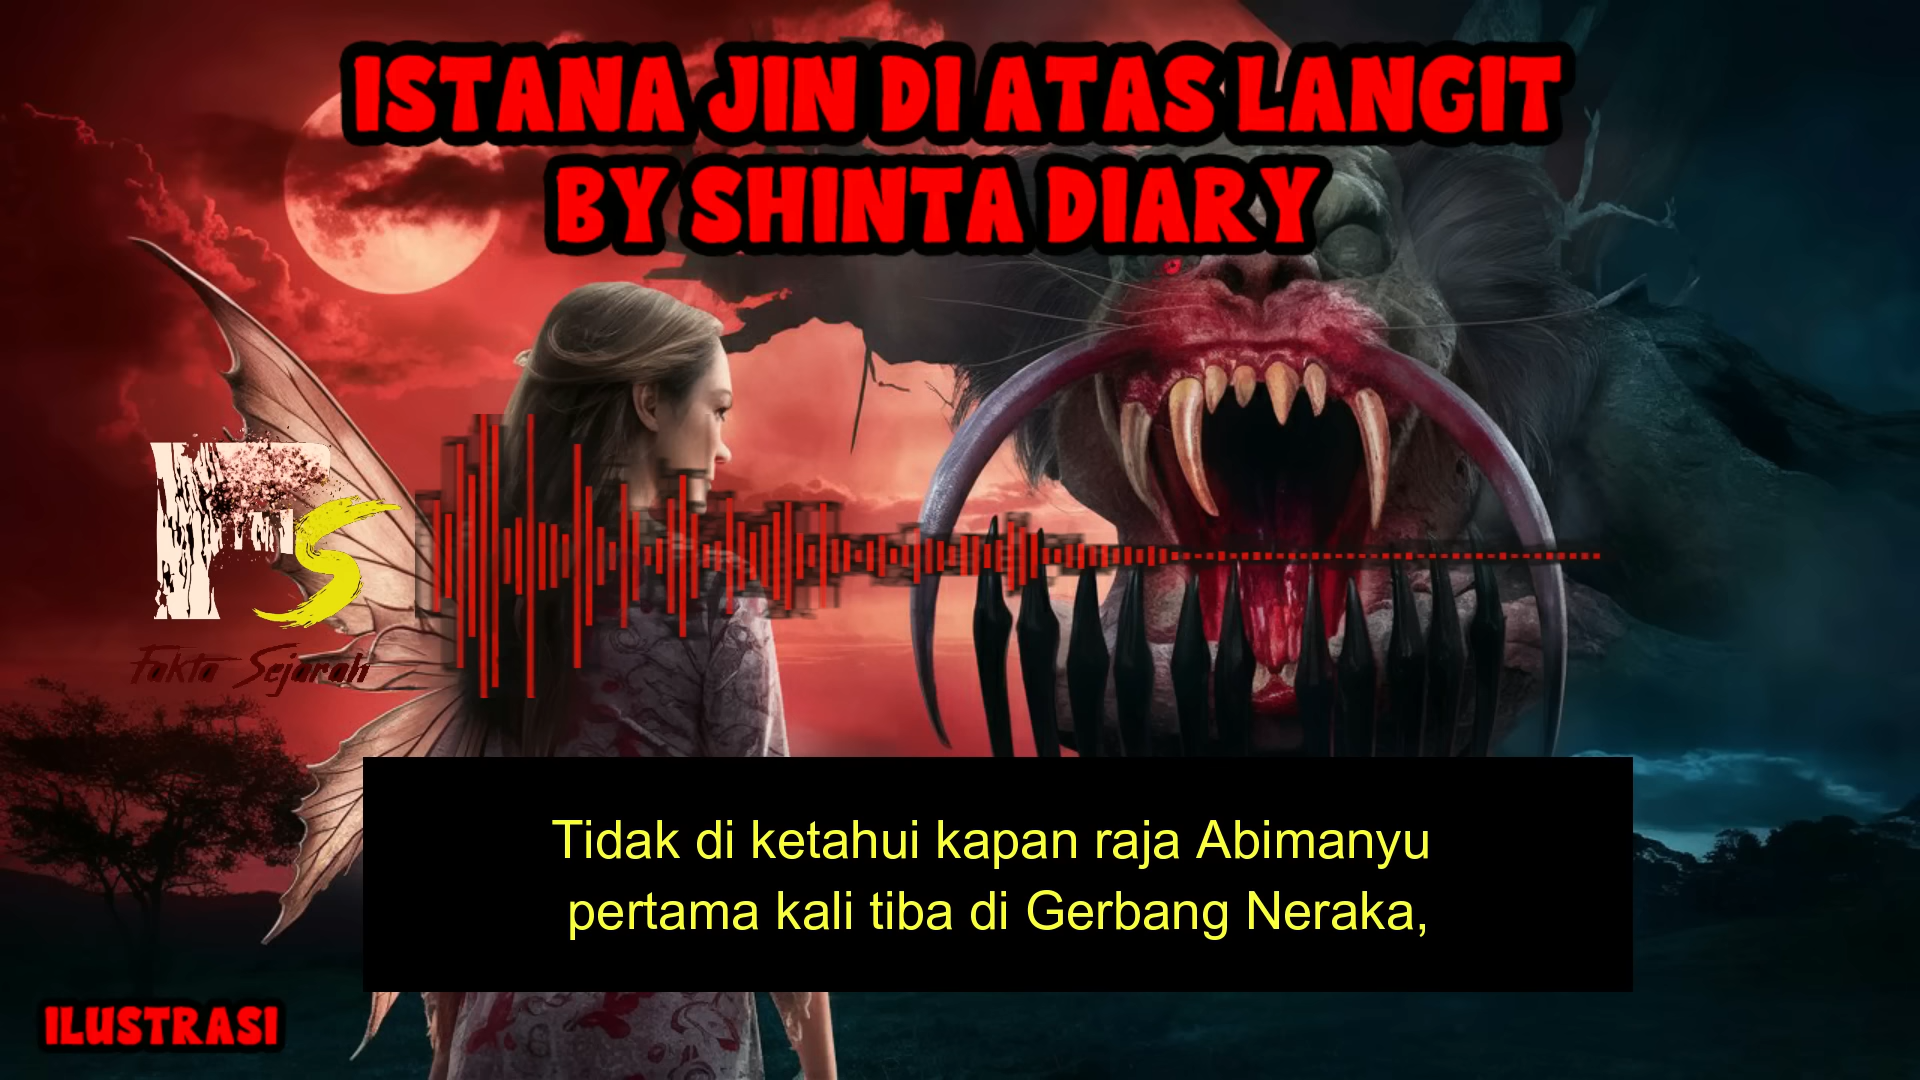 ISTANA JIN DI ATAS LANGIT
BY SHINTA DIARY
FS
Fakta Sejarah
Tidak di ketahui kapan raja Abimanyu
pertama kali tiba di Gerbang Neraka,
ILUSTRASI